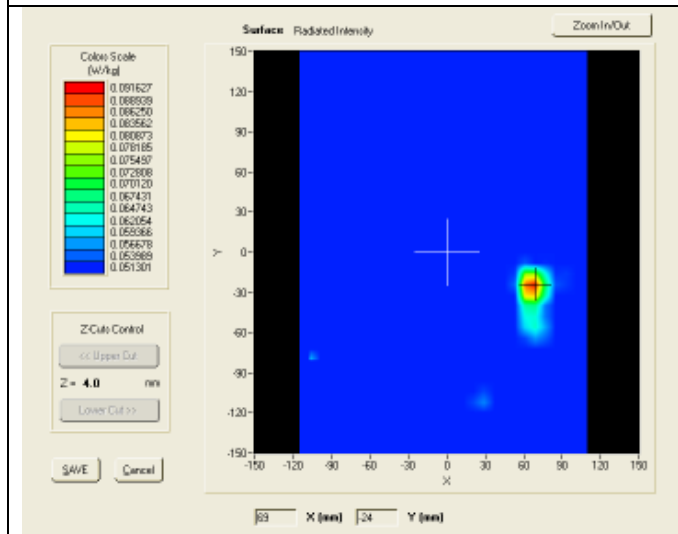 Surface Radiated Intensity
Zoom In/Out
Colors Scale
(W/kg)
0.091627
0.088939
0.086250
0.083562
0.080873
0.078185
0.075497
0.072808
0.070120
0.067431
0.064743
0.062054
0.059366
0.056678
0.053989
0.051301
150
120
90
60
30
0
-30
-60
-90
-120
-150
Y
-150 -120 -90 -60 -30 0 30 60 90 120 150
X
Z-Cuts Control
<< Upper Cut
Z = 4.0 mm
Lower Cut >>
SAVE Cancel
69 X (mm) -24 Y (mm)